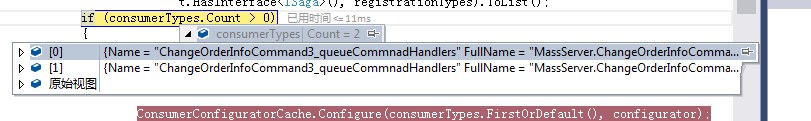 t.HasInterface<ISaga>(), registrationTypes).ToList();
if (consumerTypes.Count > 0) 已用时间 <= 11ms
{ consumerTypes Count = 2
[0] {Name = "ChangeOrderInfoCommand3_queueCommnadHandlers" FullName = "MassServer.ChangeOrderInfoComma...
[1] {Name = "ChangeOrderInfoCommand3_queueCommnadHandlers" FullName = "MassServer.ChangeOrderInfoComma...
原始视图
ConsumerConfiguratorCache.Configure(consumerTypes.FirstOrDefault(), configurator);